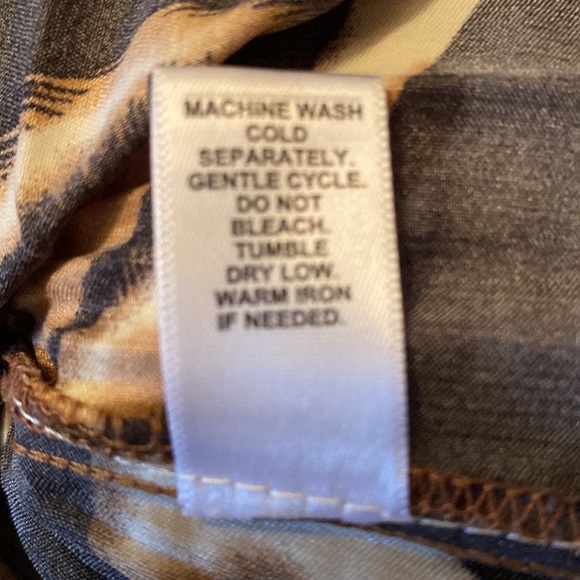 MACHINE WASH
COLD
SEPARATELY.
GENTLE CYCLE.
DO NOT
BLEACH.
TUMBLE
DRY LOW.
WARM IRON
IF NEEDED.